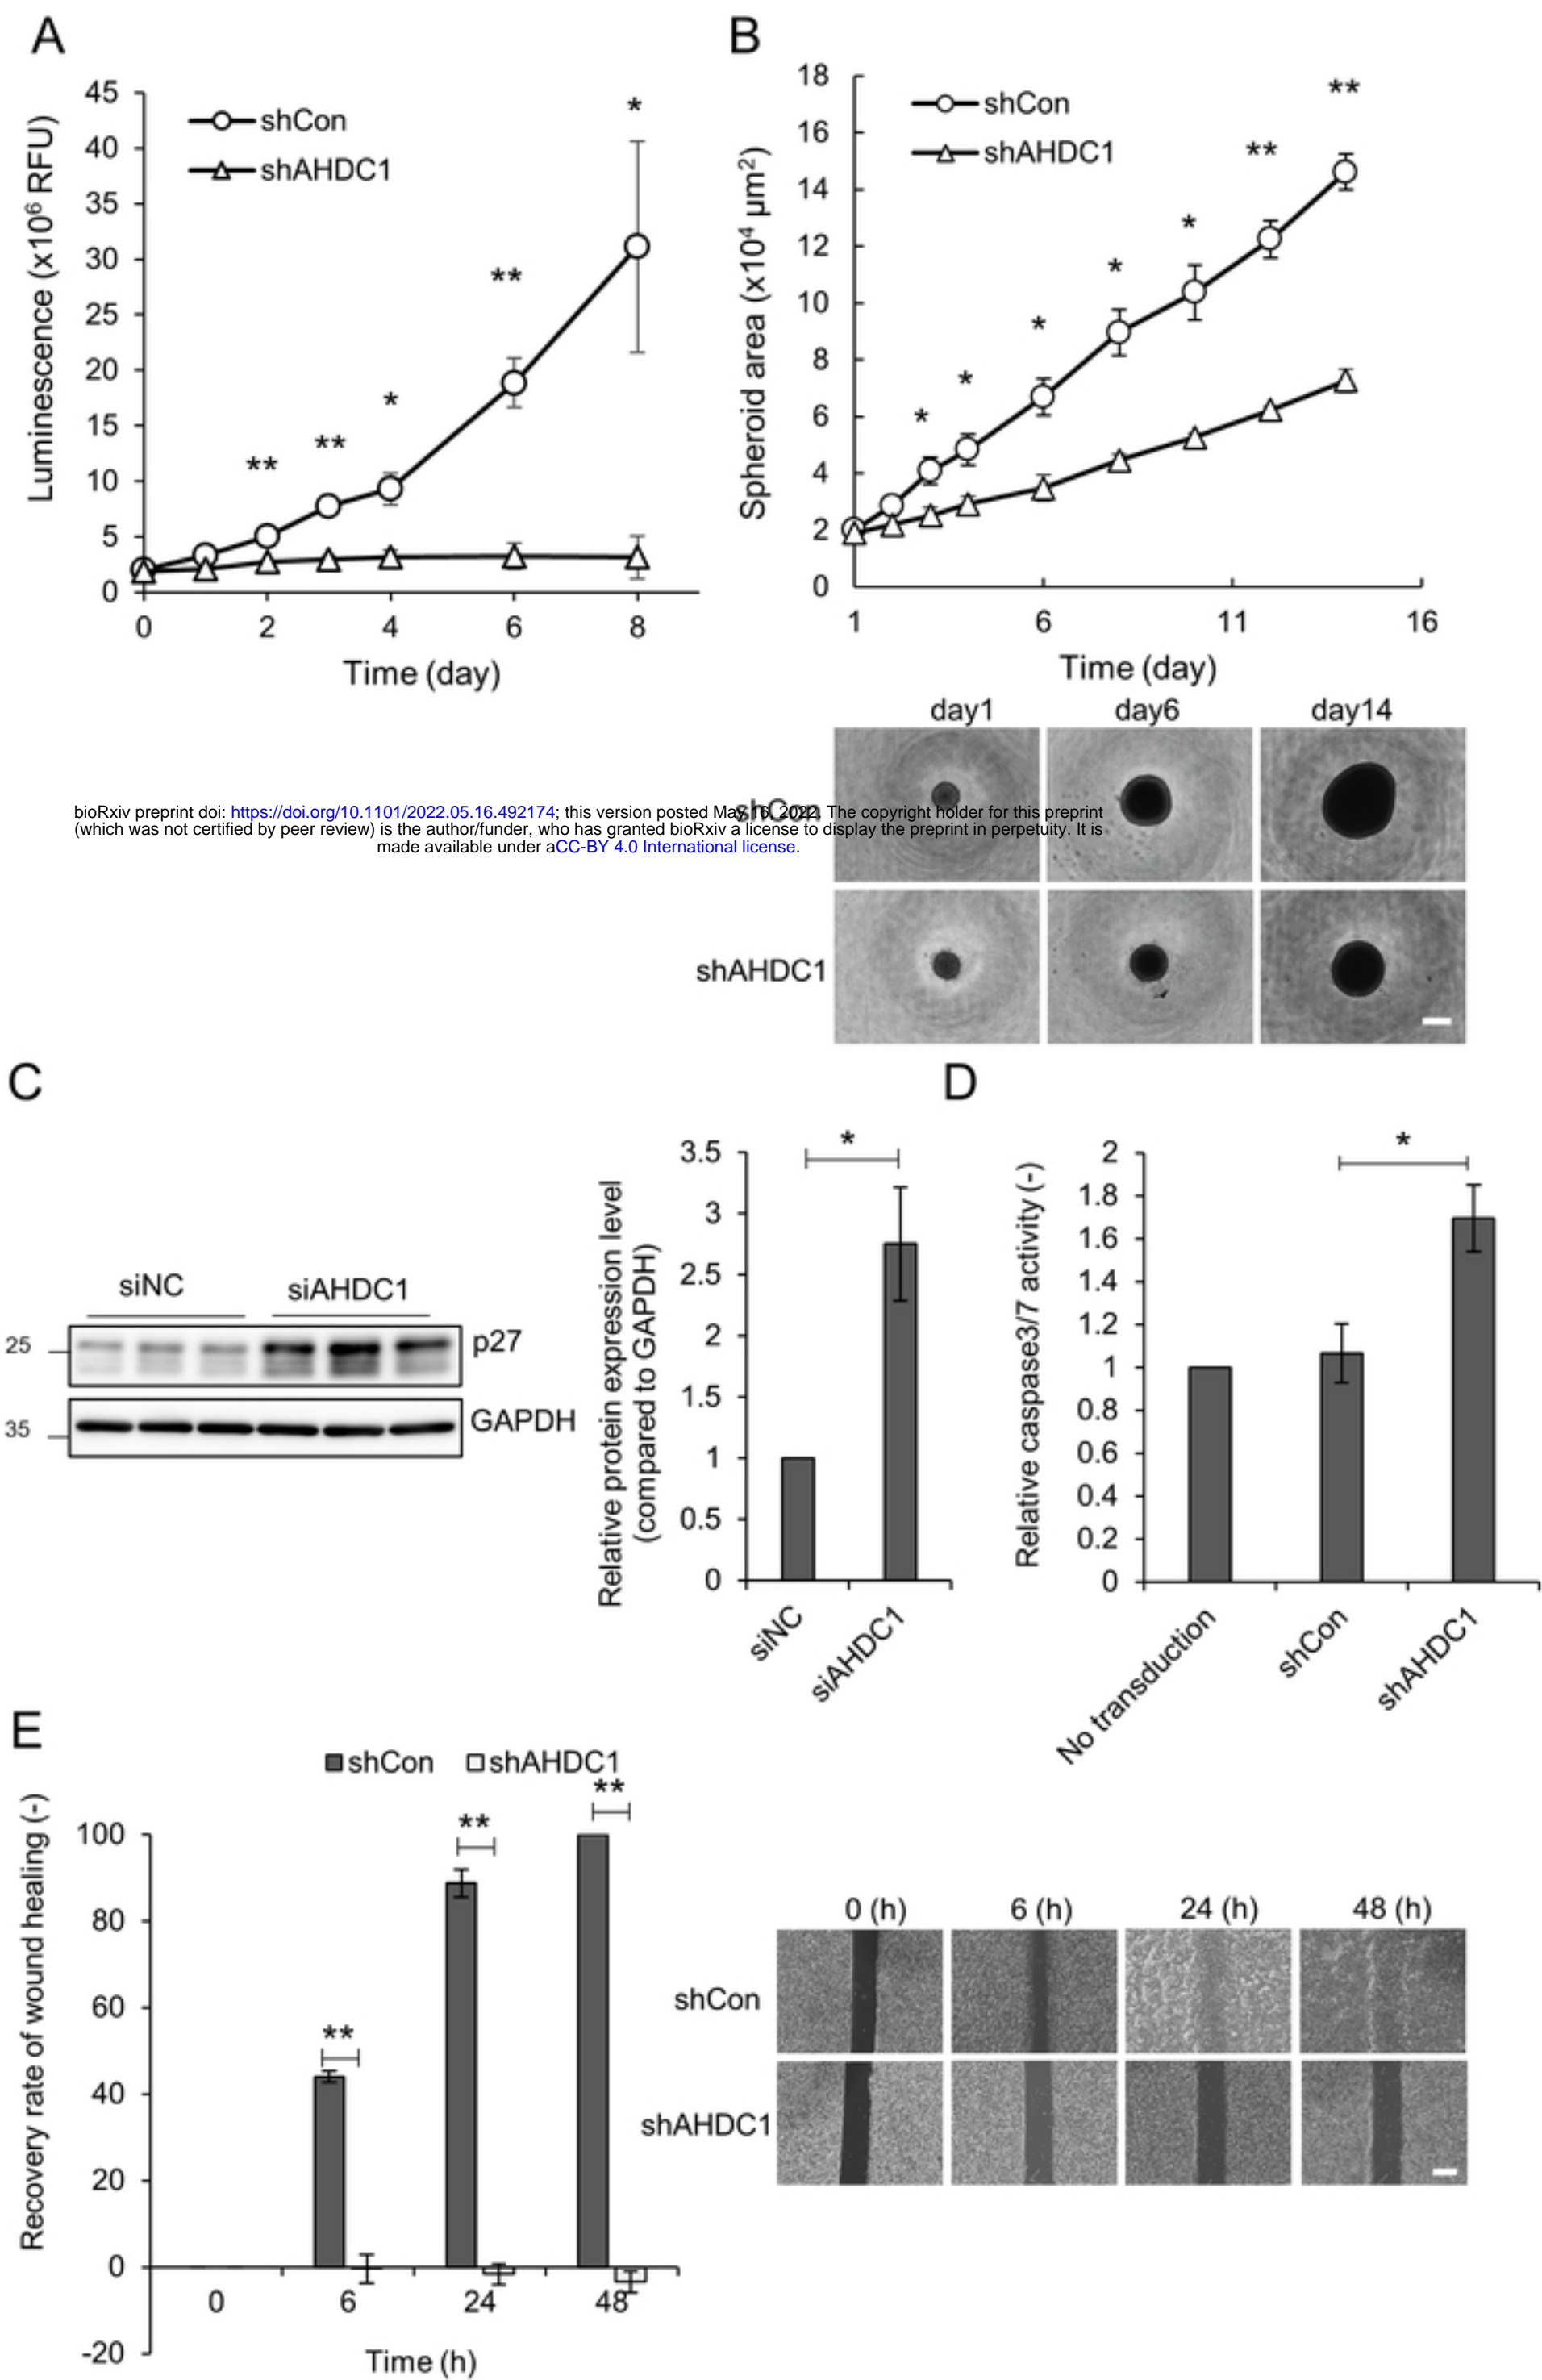 A
45
40
35
30
25
20
15
10
5
0
Luminescence (x10⁶ RFU)
shCon
shAHDC1
**
**
*
**
*
0 2 4 6 8
Time (day)
B
18
16
14
12
10
8
6
4
2
0
Spheroid area (x10⁴ µm²)
shCon
shAHDC1
*
*
*
*
*
**
**
1 6 11 16
Time (day)
day1 day6 day14
shCon
shAHDC1
bioRxiv preprint doi: https://doi.org/10.1101/2022.05.16.492174; this version posted May 16, 2022. The copyright holder for this preprint
(which was not certified by peer review) is the author/funder, who has granted bioRxiv a license to display the preprint in perpetuity. It is
made available under aCC-BY 4.0 International license.
C
siNC siAHDC1
25
p27
35
GAPDH
Relative protein expression level
(compared to GAPDH)
3.5
3
2.5
2
1.5
1
0.5
0
*
siNC
siAHDC1
D
Relative caspase3/7 activity (-)
2
1.8
1.6
1.4
1.2
1
0.8
0.6
0.4
0.2
0
*
No transduction
shCon
shAHDC1
E
shCon shAHDC1
Recovery rate of wound healing (-)
100
80
60
40
20
0
-20
**
**
**
0 6 24 48
Time (h)
0 (h) 6 (h) 24 (h) 48 (h)
shCon
shAHDC1